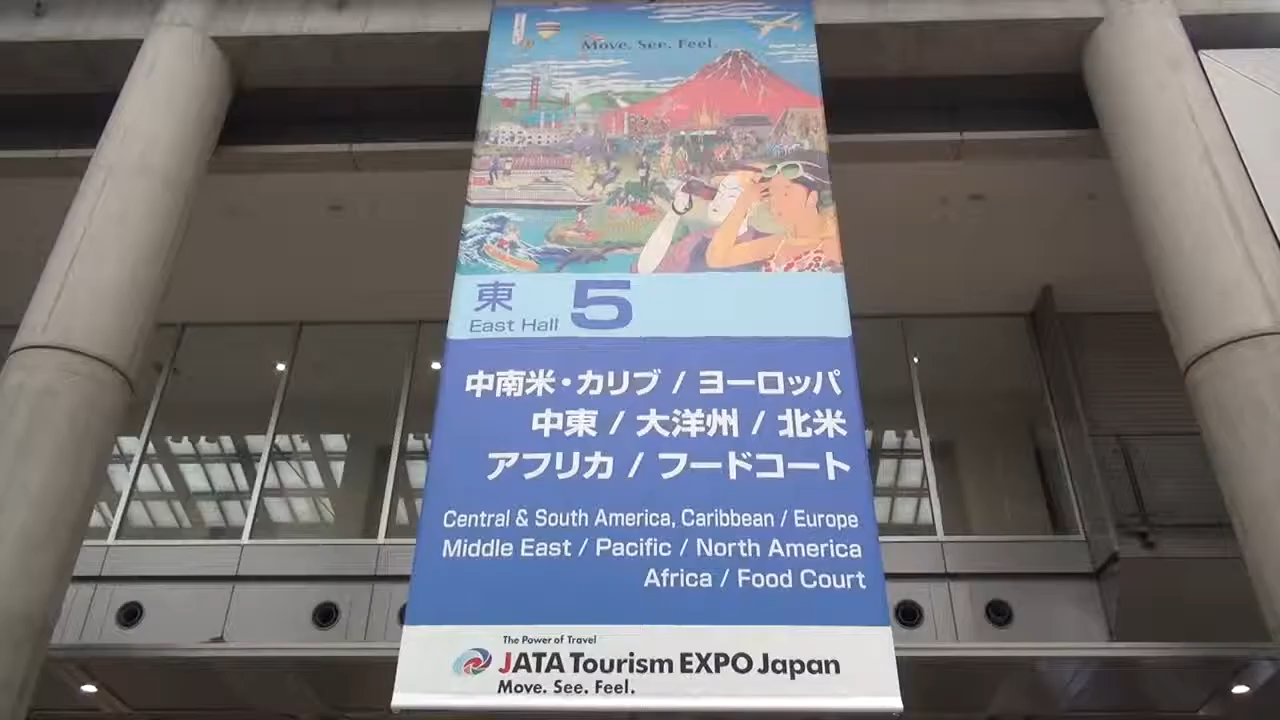 Move. See. Feel.
東
East Hall 5
中南米・カリブ / ヨーロッパ
中東 / 大洋州 / 北米
アフリカ / フードコート
Central & South America, Caribbean / Europe
Middle East / Pacific / North America
Africa / Food Court
The Power of Travel
JATA Tourism EXPO Japan
Move. See. Feel.